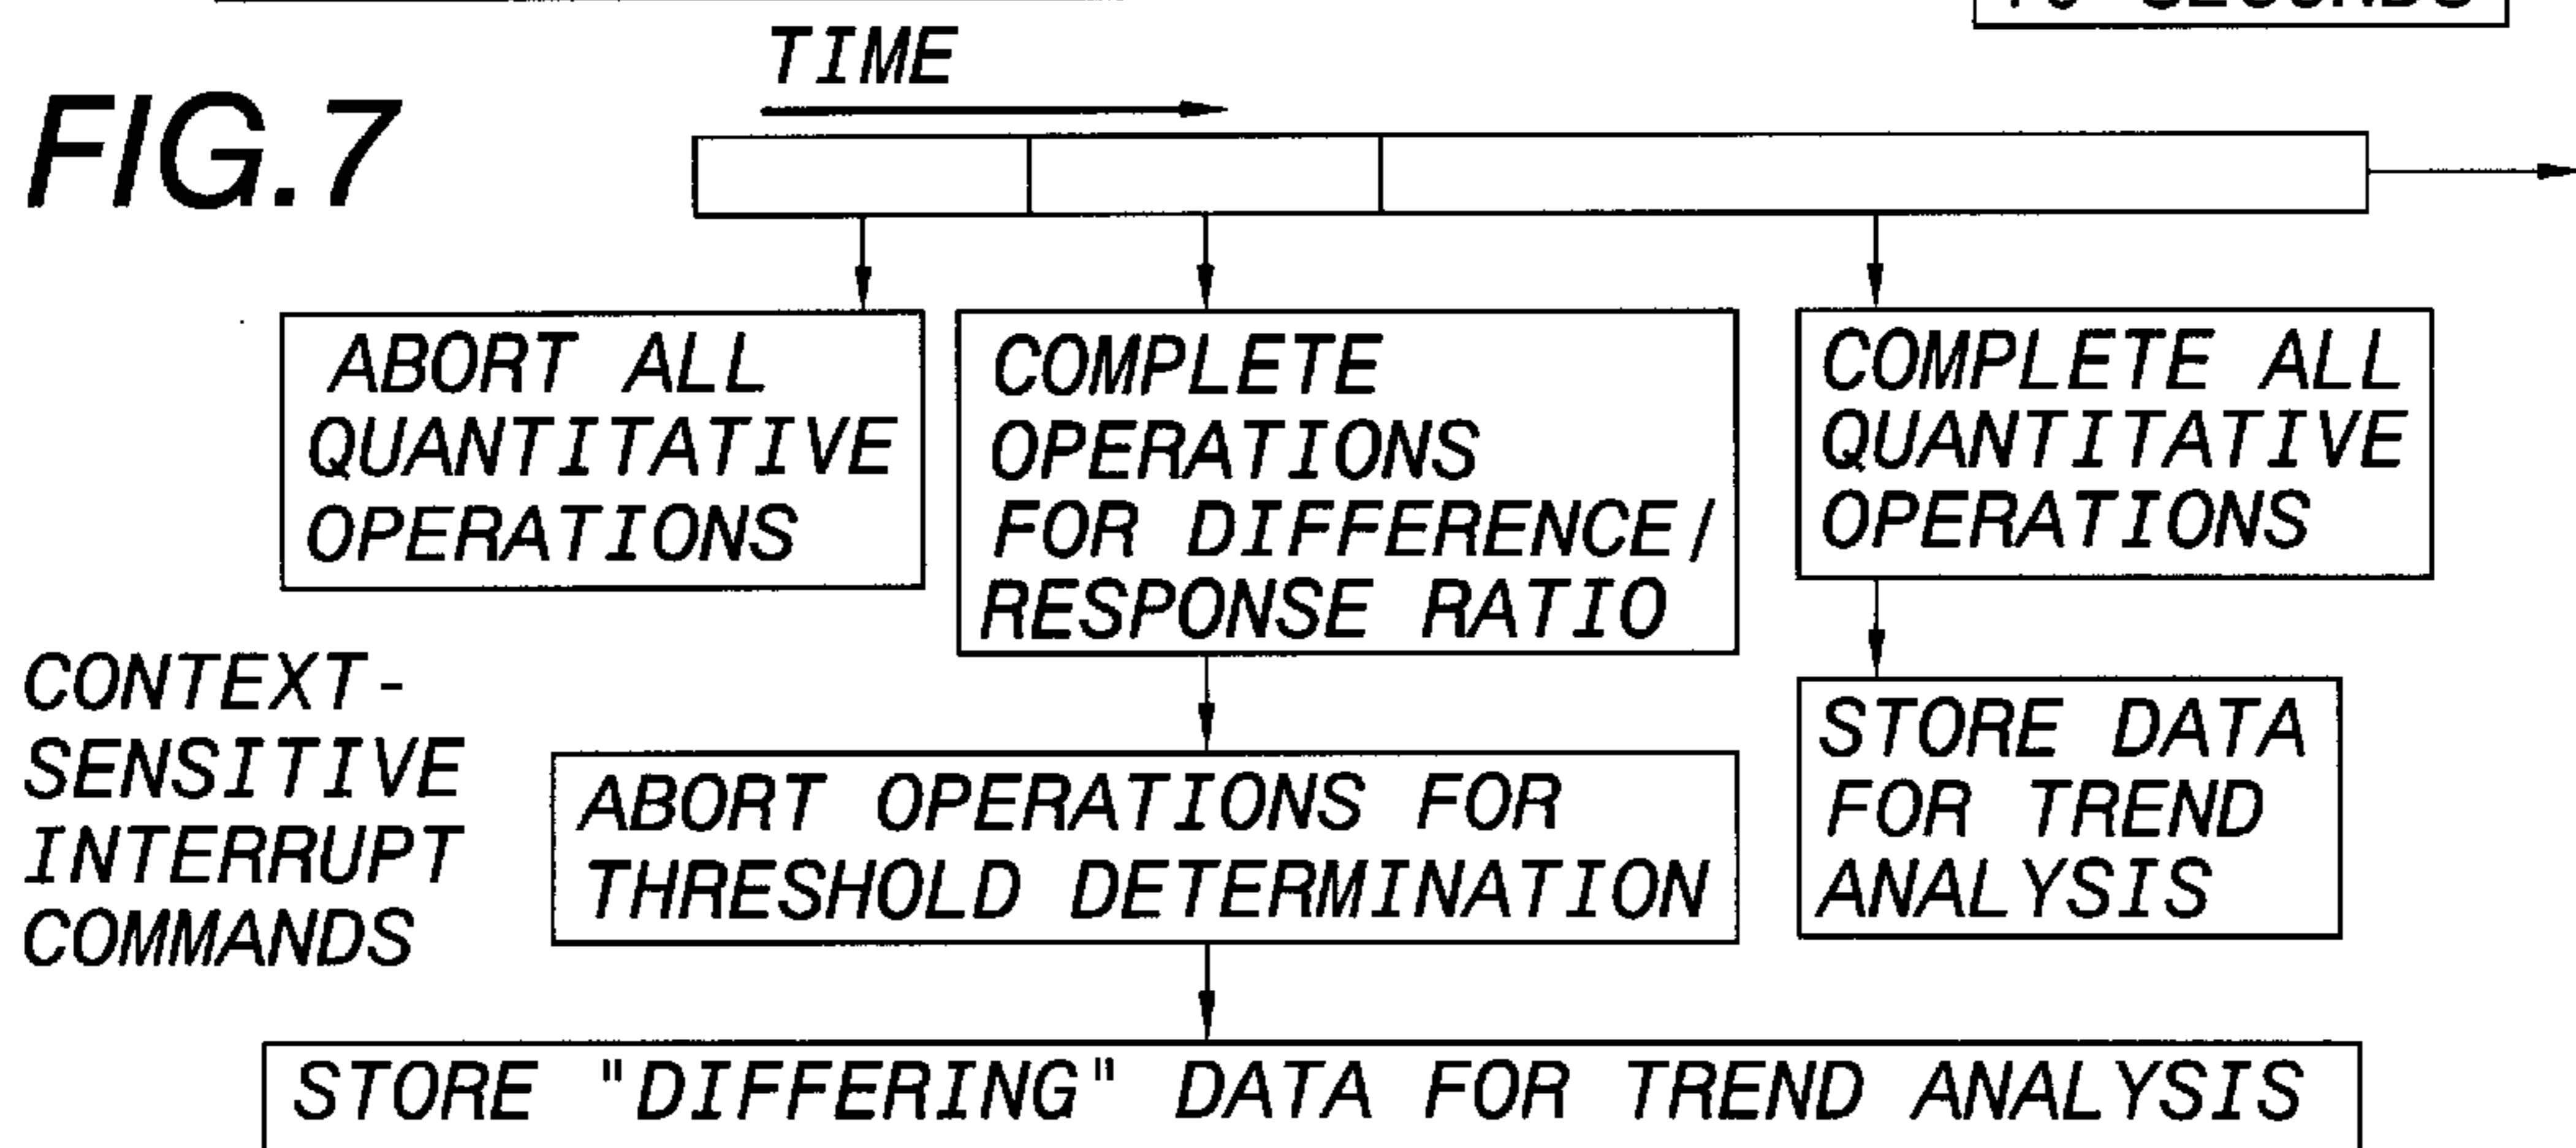 SECONDS
TIME
FIG.7
ABORT ALL
QUANTITATIVE
OPERATIONS
COMPLETE
OPERATIONS
FOR DIFFERENCE/
RESPONSE RATIO
COMPLETE ALL
QUANTITATIVE
OPERATIONS
CONTEXT-
SENSITIVE
INTERRUPT
COMMANDS
ABORT OPERATIONS FOR
THRESHOLD DETERMINATION
STORE DATA
FOR TREND
ANALYSIS
STORE "DIFFERING" DATA FOR TREND ANALYSIS